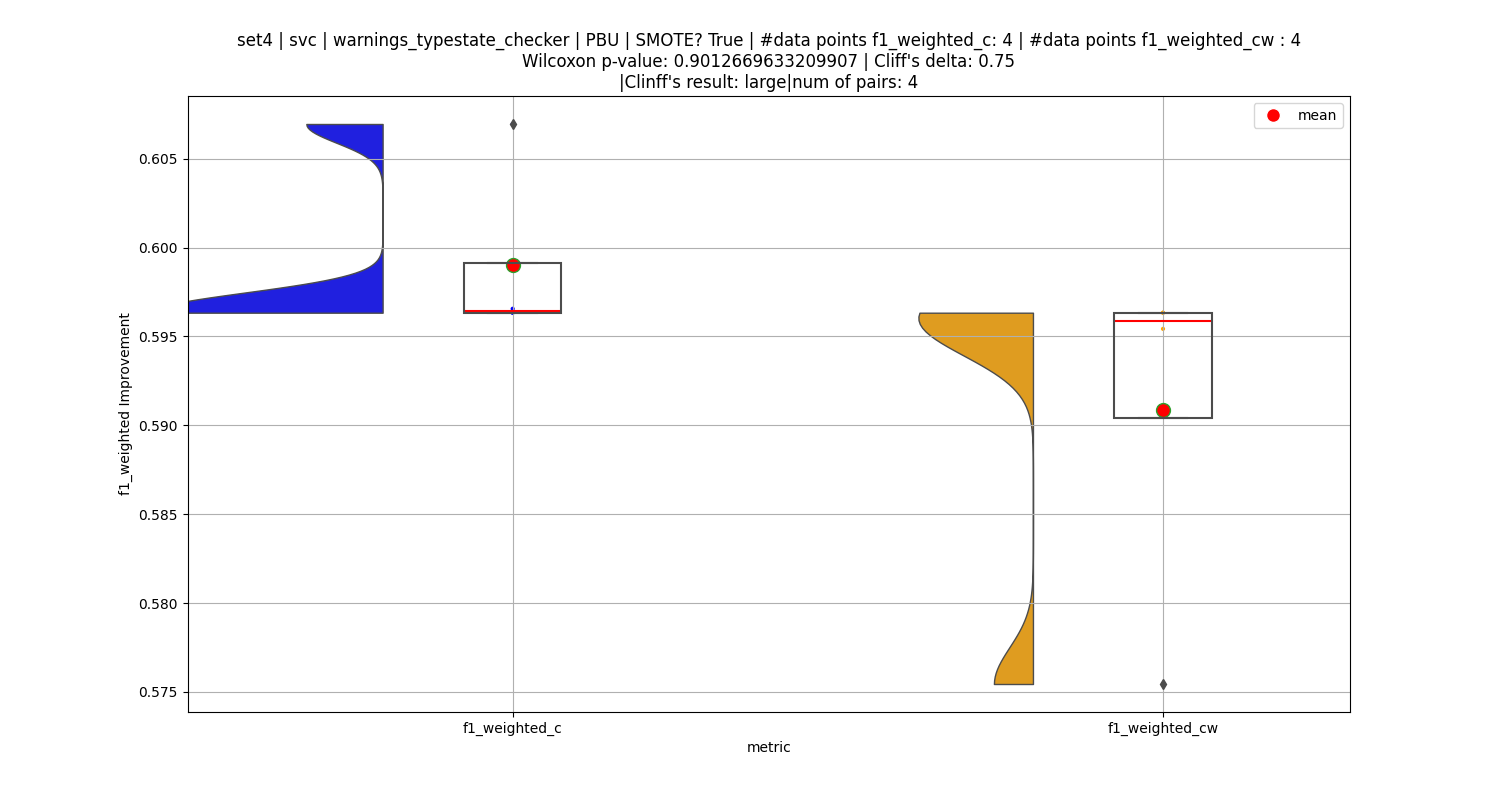 set4 | svc | warnings_typestate_checker | PBU | SMOTE? True | #data points f1_weighted_c: 4 | #data points f1_weighted_cw : 4
Wilcoxon p-value: 0.9012669633209907 | Cliff's delta: 0.75
|Clinff's result: large|num of pairs: 4
mean
0.605
0.600
0.595
0.590
0.585
0.580
0.575
f1_weighted Improvement
f1_weighted_c
f1_weighted_cw
metric